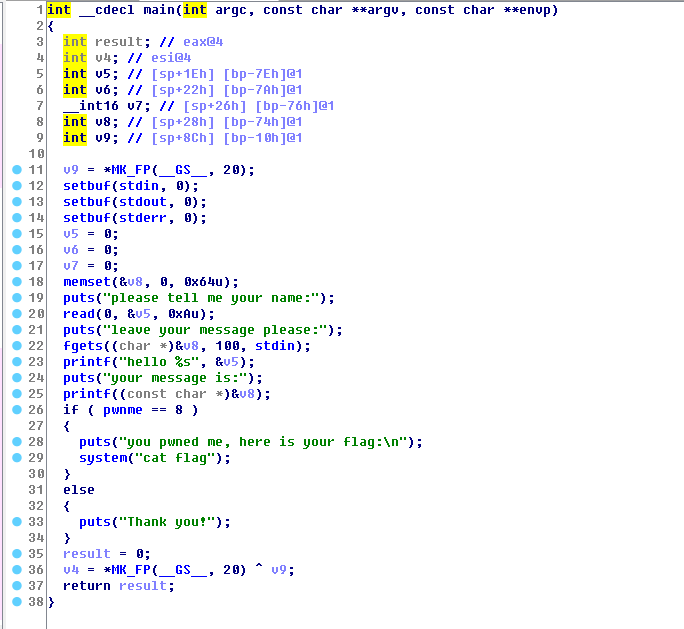 1 int __cdecl main(int argc, const char **argv, const char **envp)
2 {
3   int result; // eax@4
4   int v4; // esi@4
5   int v5; // [sp+1Eh] [bp-7Eh]@1
6   int v6; // [sp+22h] [bp-7Ah]@1
7   __int16 v7; // [sp+26h] [bp-76h]@1
8   int v8; // [sp+28h] [bp-74h]@1
9   int v9; // [sp+8Ch] [bp-10h]@1
10
11   v9 = *MK_FP(__GS__, 20);
12   setbuf(stdin, 0);
13   setbuf(stdout, 0);
14   setbuf(stderr, 0);
15   v5 = 0;
16   v6 = 0;
17   v7 = 0;
18   memset(&v8, 0, 0x64u);
19   puts("please tell me your name:");
20   read(0, &v5, 0xAu);
21   puts("leave your message please:");
22   fgets((char *)&v8, 100, stdin);
23   printf("hello %s", &v5);
24   puts("your message is:");
25   printf((const char *)&v8);
26   if ( pwnme == 8 )
27   {
28     puts("you pwned me, here is your flag:\n");
29     system("cat flag");
30   }
31   else
32   {
33     puts("Thank you!");
34   }
35   result = 0;
36   v4 = *MK_FP(__GS__, 20) ^ v9;
37   return result;
38 }